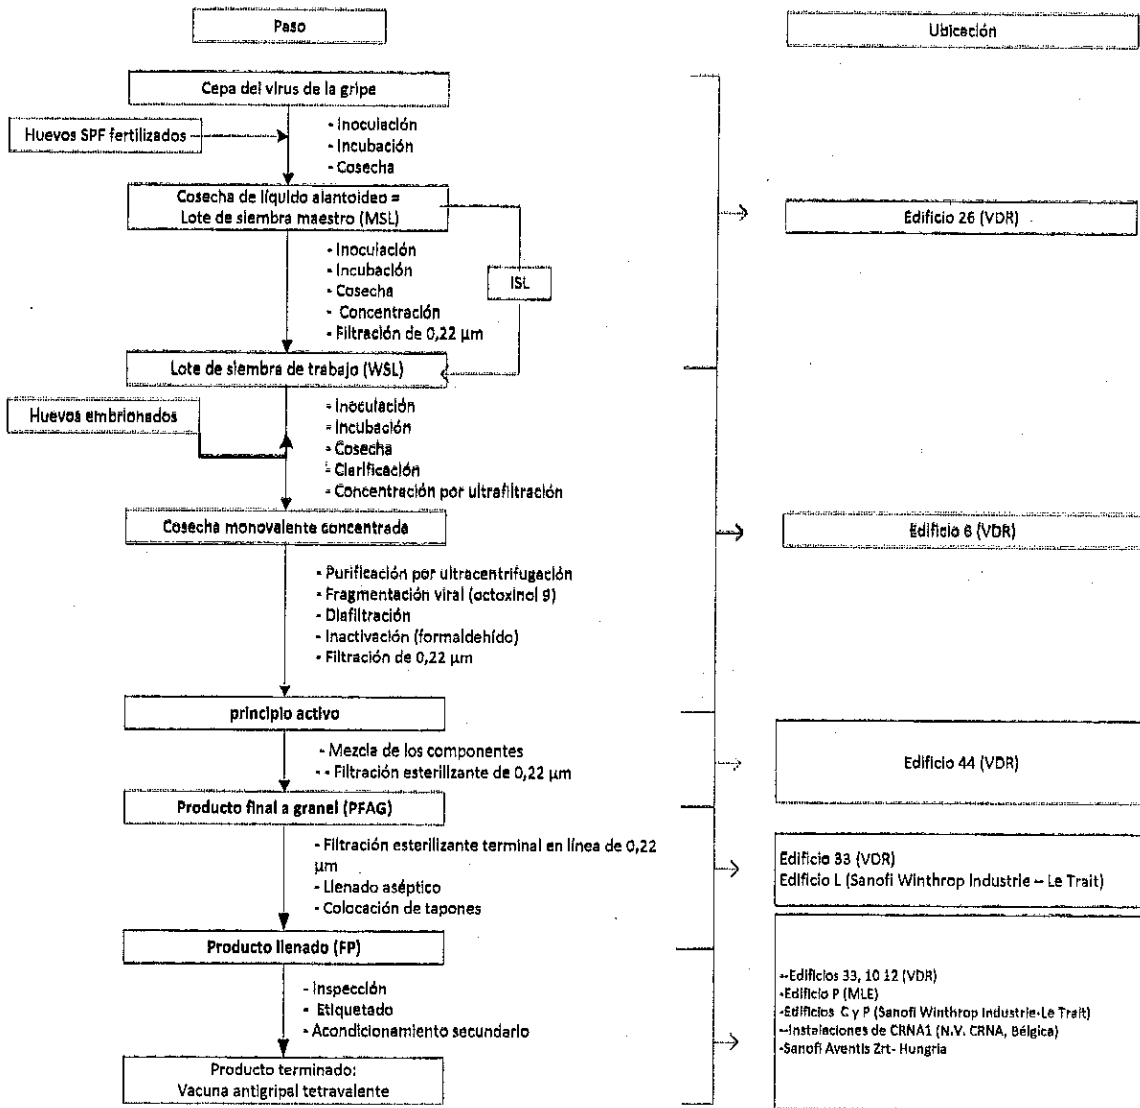 Paso
Ubicación
Cepa del virus de la gripe
Huevos SPF fertilizados
- Inoculación
- Incubación
- Cosecha
Cosecha de líquido alantoideo =
Lote de siembra maestro (MSL)
Edificio 26 (VDR)
- Inoculación
- Incubación
- Cosecha
- Concentración
- Filtración de 0,22 µm
ISL
Lote de siembra de trabajo (WSL)
Huevos embrionados
- Inoculación
- Incubación
- Cosecha
- Clarificación
- Concentración por ultrafiltración
Cosecha monovalente concentrada
Edificio 6 (VDR)
- Purificación por ultracentrifugación
- Fragmentación viral (octoxinol 9)
- Diafiltración
- Inactivación (formaldehído)
- Filtración de 0,22 µm
principio activo
- Mezcla de los componentes
- - Filtración esterilizante de 0,22 µm
Edificio 44 (VDR)
Producto final a granel (PFAG)
- Filtración esterilizante terminal en línea de 0,22
µm
- Llenado aséptico
- Colocación de tapones
Edificio 33 (VDR)
Edificio L (Sanofi Winthrop Industrie – Le Trait)
Producto llenado (FP)
- Inspección
- Etiquetado
- Acondicionamiento secundario
--Edificios 33, 10 12 (VDR)
-Edificio P (MLE)
-Edificios C y P (Sanofi Winthrop Industrie-Le Trait)
--Instalaciones de CRNA1 (N.V. CRNA, Bélgica)
-Sanofi Aventis Zrt- Hungria
Producto terminado:
Vacuna antigripal tetravalente